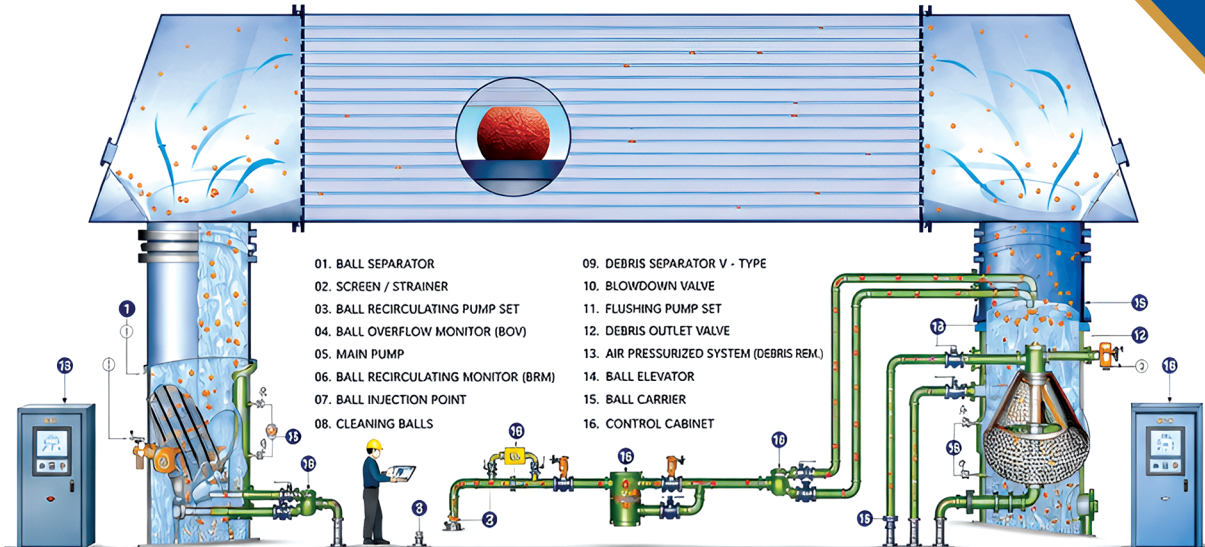 01. BALL SEPARATOR
02. SCREEN / STRAINER
03. BALL RECIRCULATING PUMP SET
04. BALL OVERFLOW MONITOR (BOV)
05. MAIN PUMP
06. BALL RECIRCULATING MONITOR (BRM)
07. BALL INJECTION POINT
08. CLEANING BALLS
09. DEBRIS SEPARATOR V - TYPE
10. BLOWDOWN VALVE
11. FLUSHING PUMP SET
12. DEBRIS OUTLET VALVE
13. AIR PRESSURIZED SYSTEM (DEBRIS REM.)
14. BALL ELEVATOR
15. BALL CARRIER
16. CONTROL CABINET
1
12
16